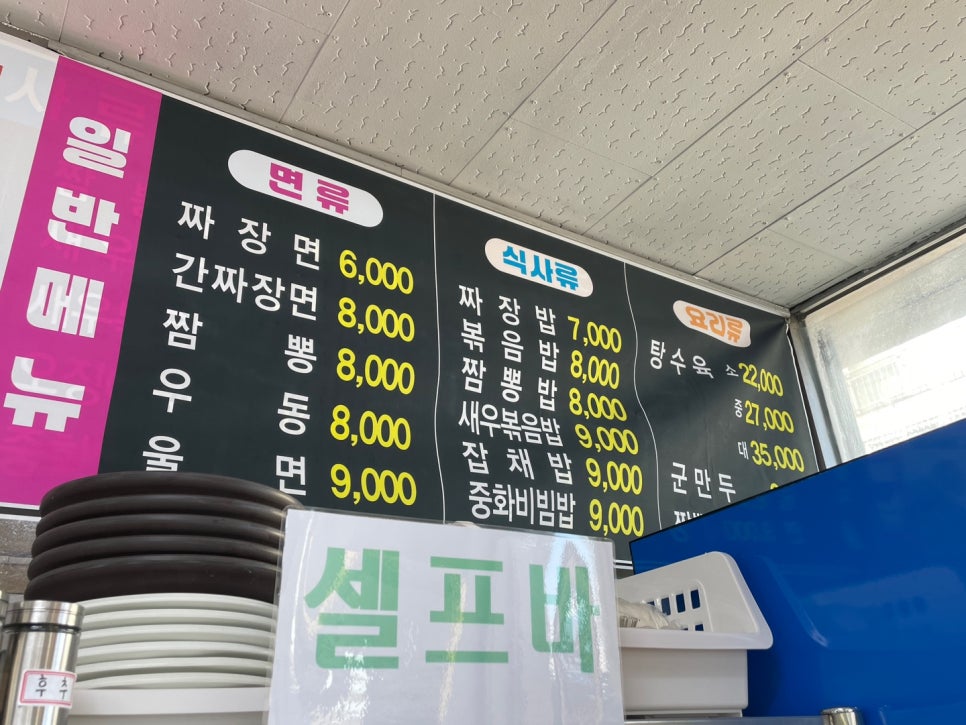 일반메뉴
면류
짜장면 6,000
간짜장면 8,000
짬뽕 8,000
우동 8,000
울면 9,000
식사류
짜장밥 7,000
볶음밥 8,000
짬뽕밥 8,000
새우볶음밥 9,000
잡채밥 9,000
중화비빔밥 9,000
요리류
탕수육 소 22,000
중 27,000
대 35,000
군만두
셀프바
후추